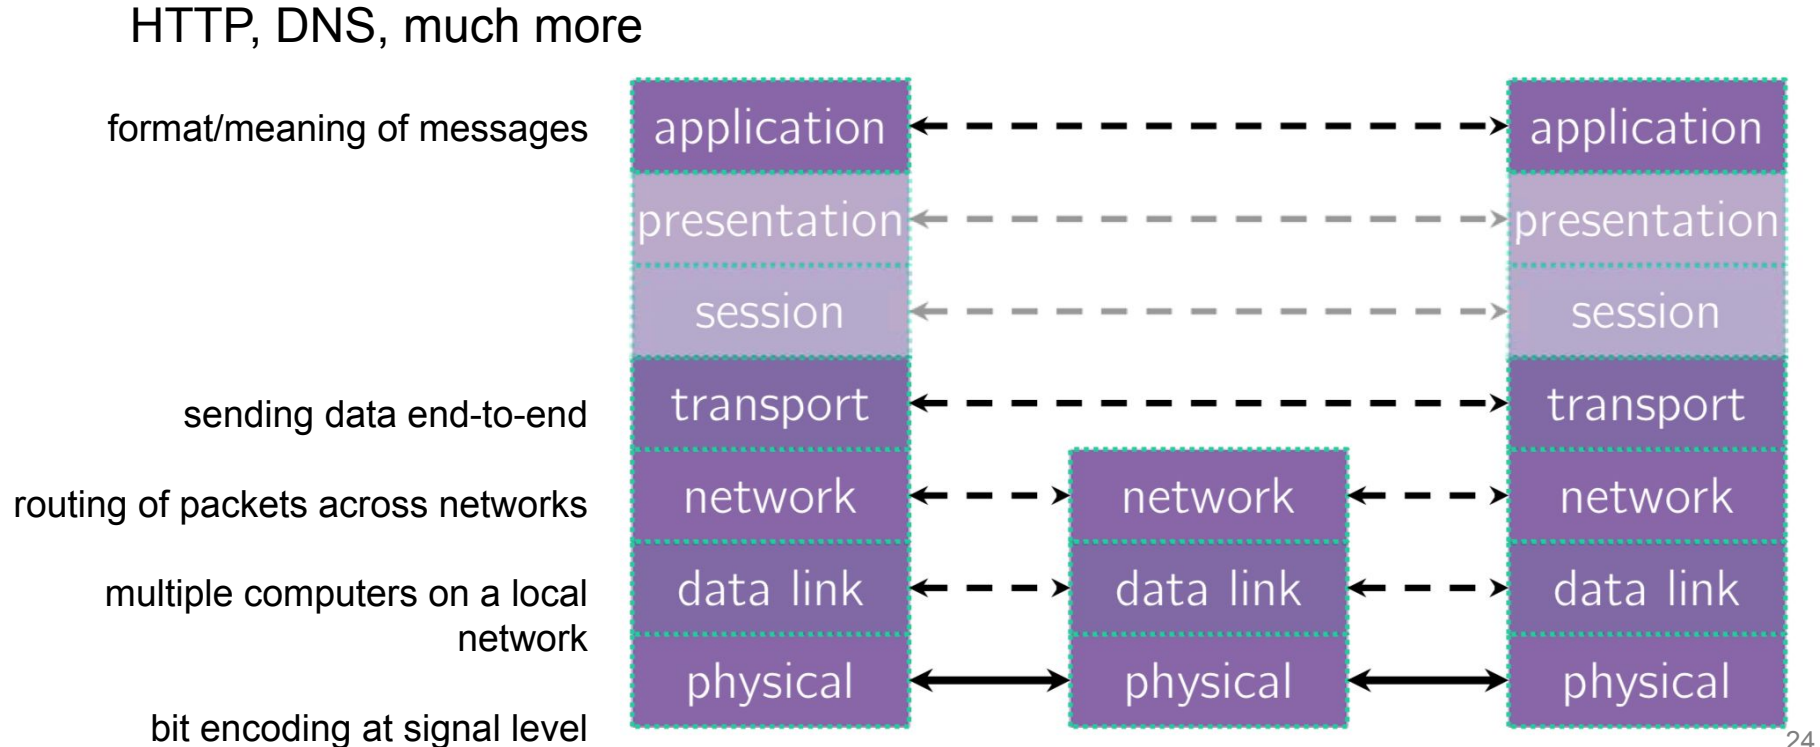 HTTP, DNS, much more
format/meaning of messages
application
application
presentation
presentation
session
session
sending data end-to-end
transport
transport
routing of packets across networks
network
network
network
multiple computers on a local
network
data link
data link
data link
physical
physical
physical
bit encoding at signal level
24